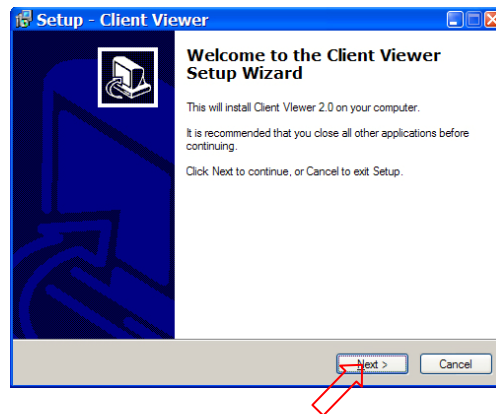 Setup - Client Viewer
Welcome to the Client Viewer
Setup Wizard
This will install Client VIewer 2.0 on your computer.
It is recommended that you close all other applications before
continuing.
Click Next to continue, or Cancel to exit Setup.
Next >
Cancel